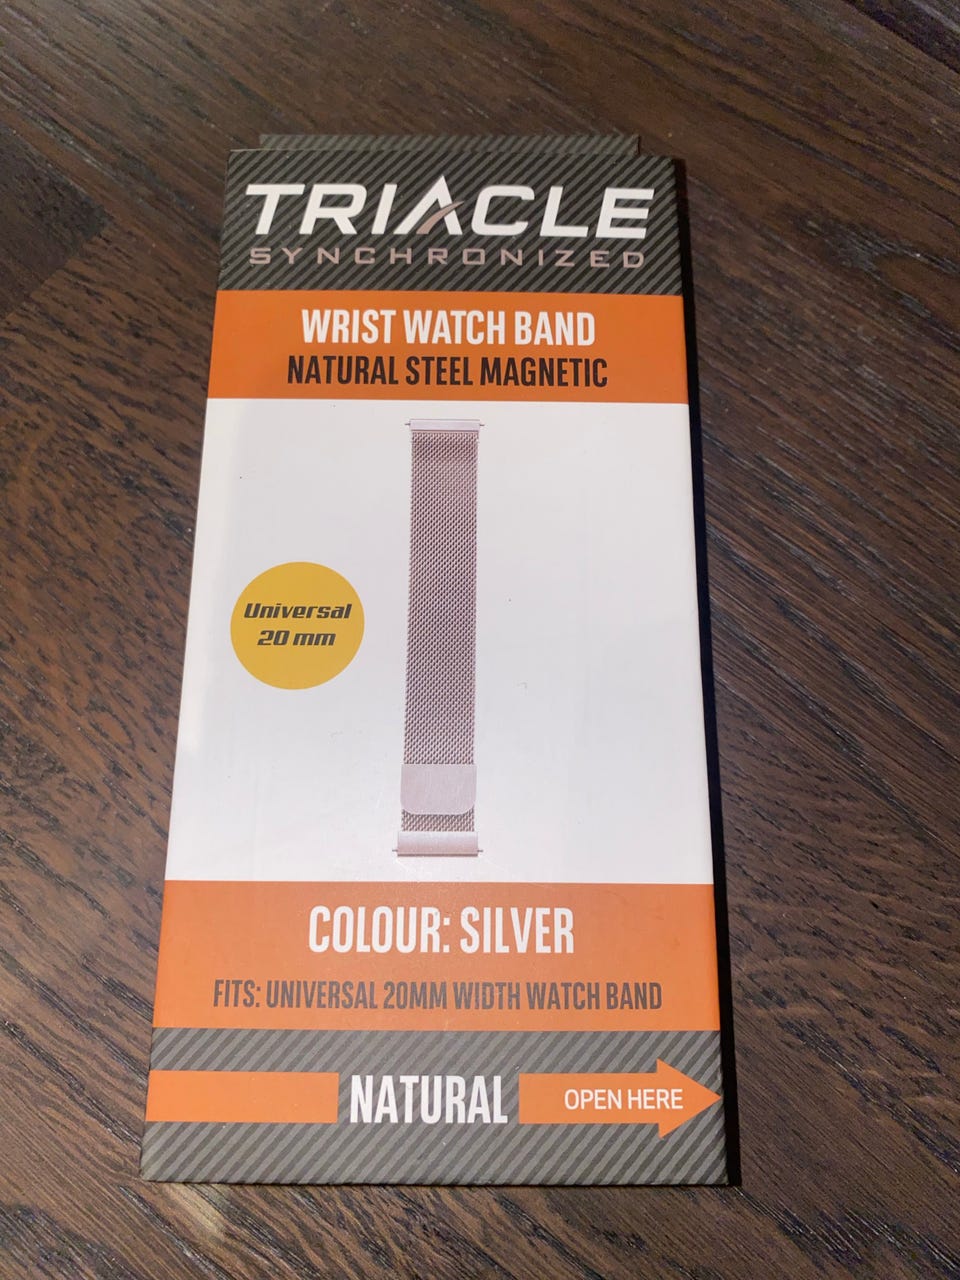 TRIACLE
SYNCHRONIZED
WRIST WATCH BAND
NATURAL STEEL MAGNETIC
Universal
20 mm
COLOUR: SILVER
FITS: UNIVERSAL 20MM WIDTH WATCH BAND
NATURAL
OPEN HERE